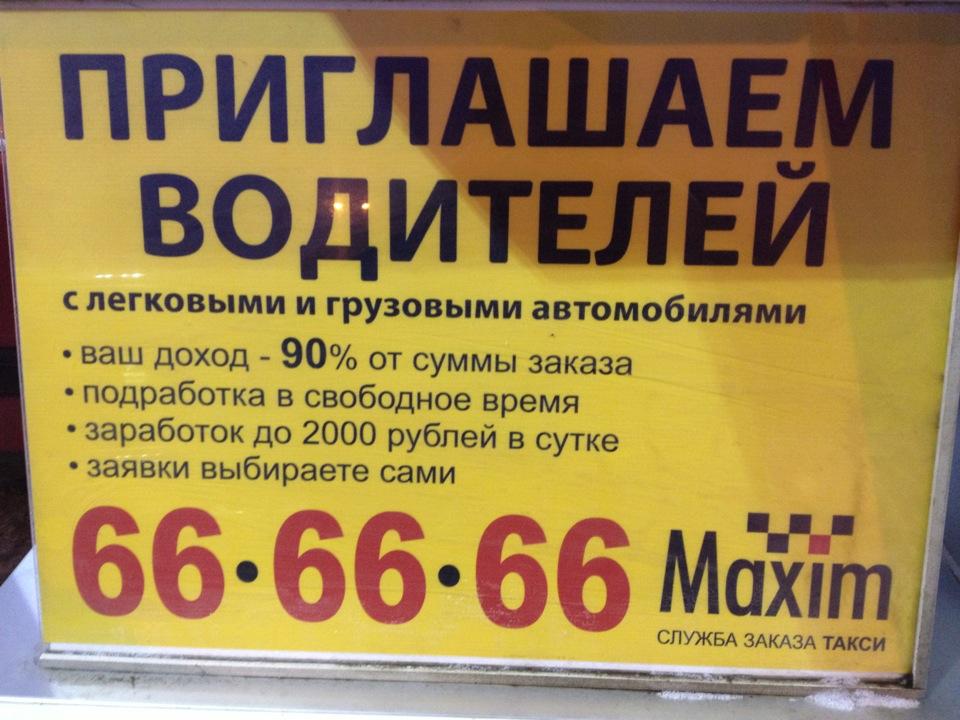 ПРИГЛАШАЕМ
ВОДИТЕЛЕЙ
с легковыми и грузовыми автомобилями
• ваш доход - 90% от суммы заказа
• подработка в свободное время
• заработок до 2000 рублей в сутке
• заявки выбираете сами
66•66•66
Maxim
СЛУЖБА ЗАКАЗА ТАКСИ